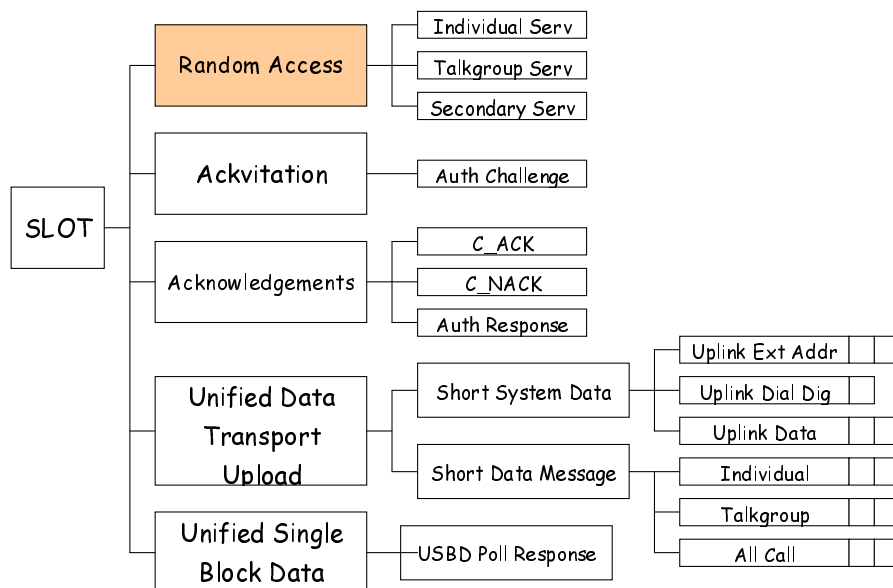 SLOT
Random Access
Individual Serv
Talkgroup Serv
Secondary Serv
Ackvitation
Auth Challenge
Acknowledgements
C_ACK
C_NACK
Auth Response
Unified Data
Transport
Upload
Short System Data
Uplink Ext Addr
Uplink Dial Dig
Uplink Data
Short Data Message
Individual
Talkgroup
All Call
Unified Single
Block Data
USBD Poll Response